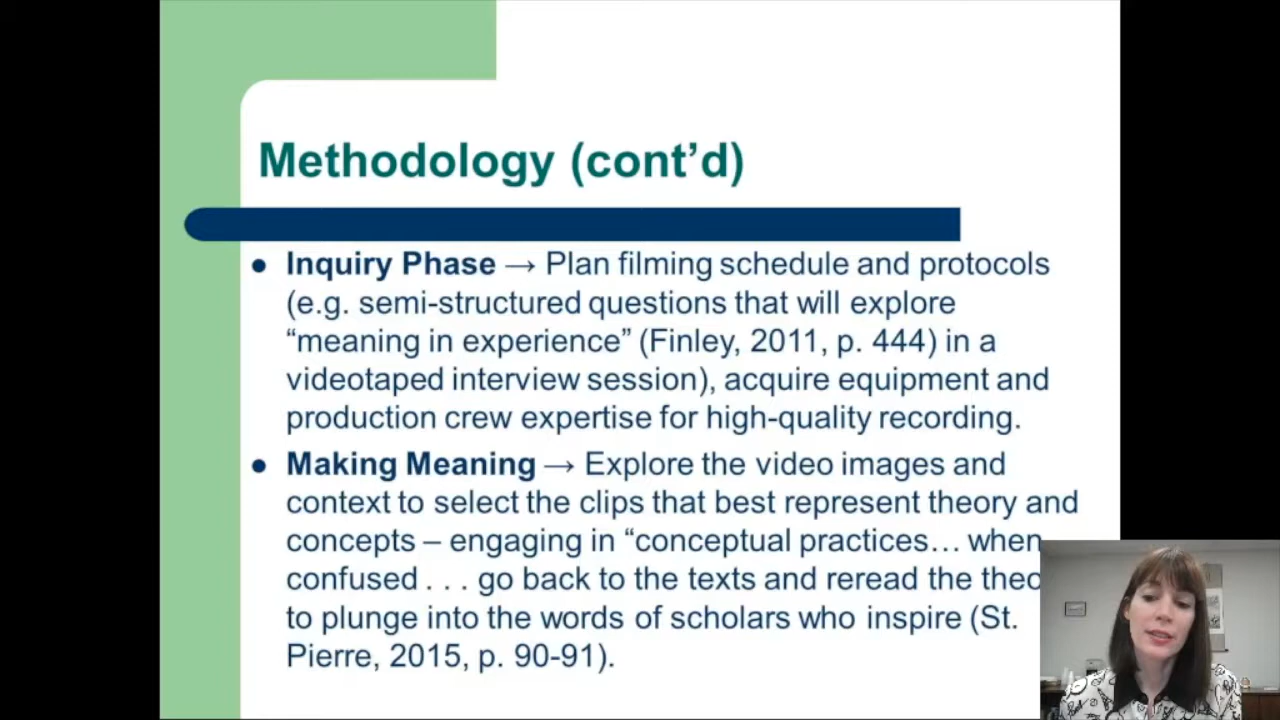 Methodology (cont’d)
● Inquiry Phase → Plan filming schedule and protocols
(e.g. semi-structured questions that will explore
“meaning in experience” (Finley, 2011, p. 444) in a
videotaped interview session), acquire equipment and
production crew expertise for high-quality recording.
● Making Meaning → Explore the video images and
context to select the clips that best represent theory and
concepts – engaging in “conceptual practices… when
confused . . . go back to the texts and reread the
to plunge into the words of scholars who inspire (St.
Pierre, 2015, p. 90-91).